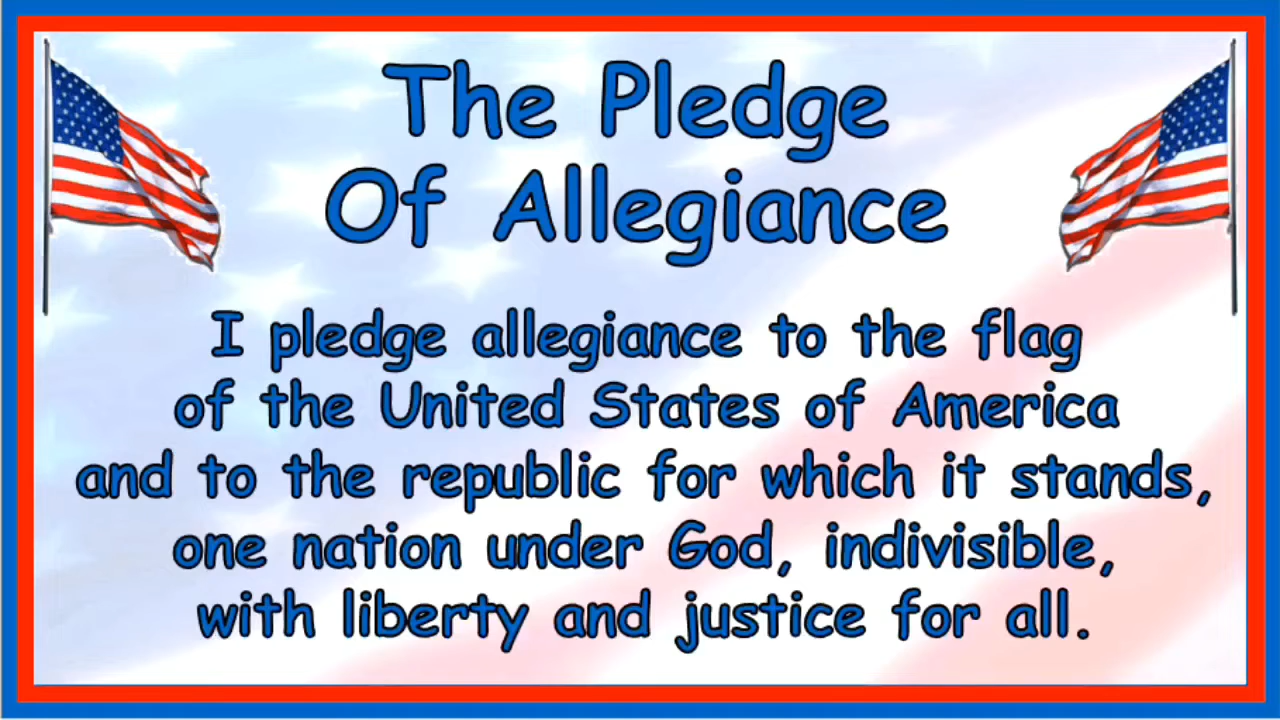 The Pledge
Of Allegiance
I pledge allegiance to the flag
of the United States of America
and to the republic for which it stands,
one nation under God, indivisible,
with liberty and justice for all.